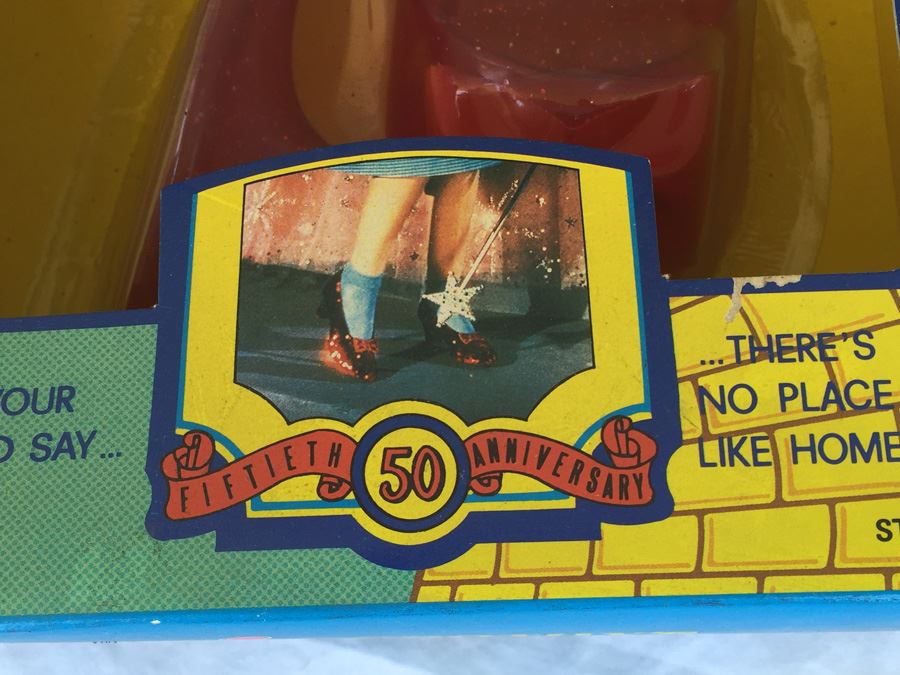 YOUR
SAY...
FIFTIETH 50 ANNIVERSARY
...THERE'S
NO PLACE
LIKE HOME
ST